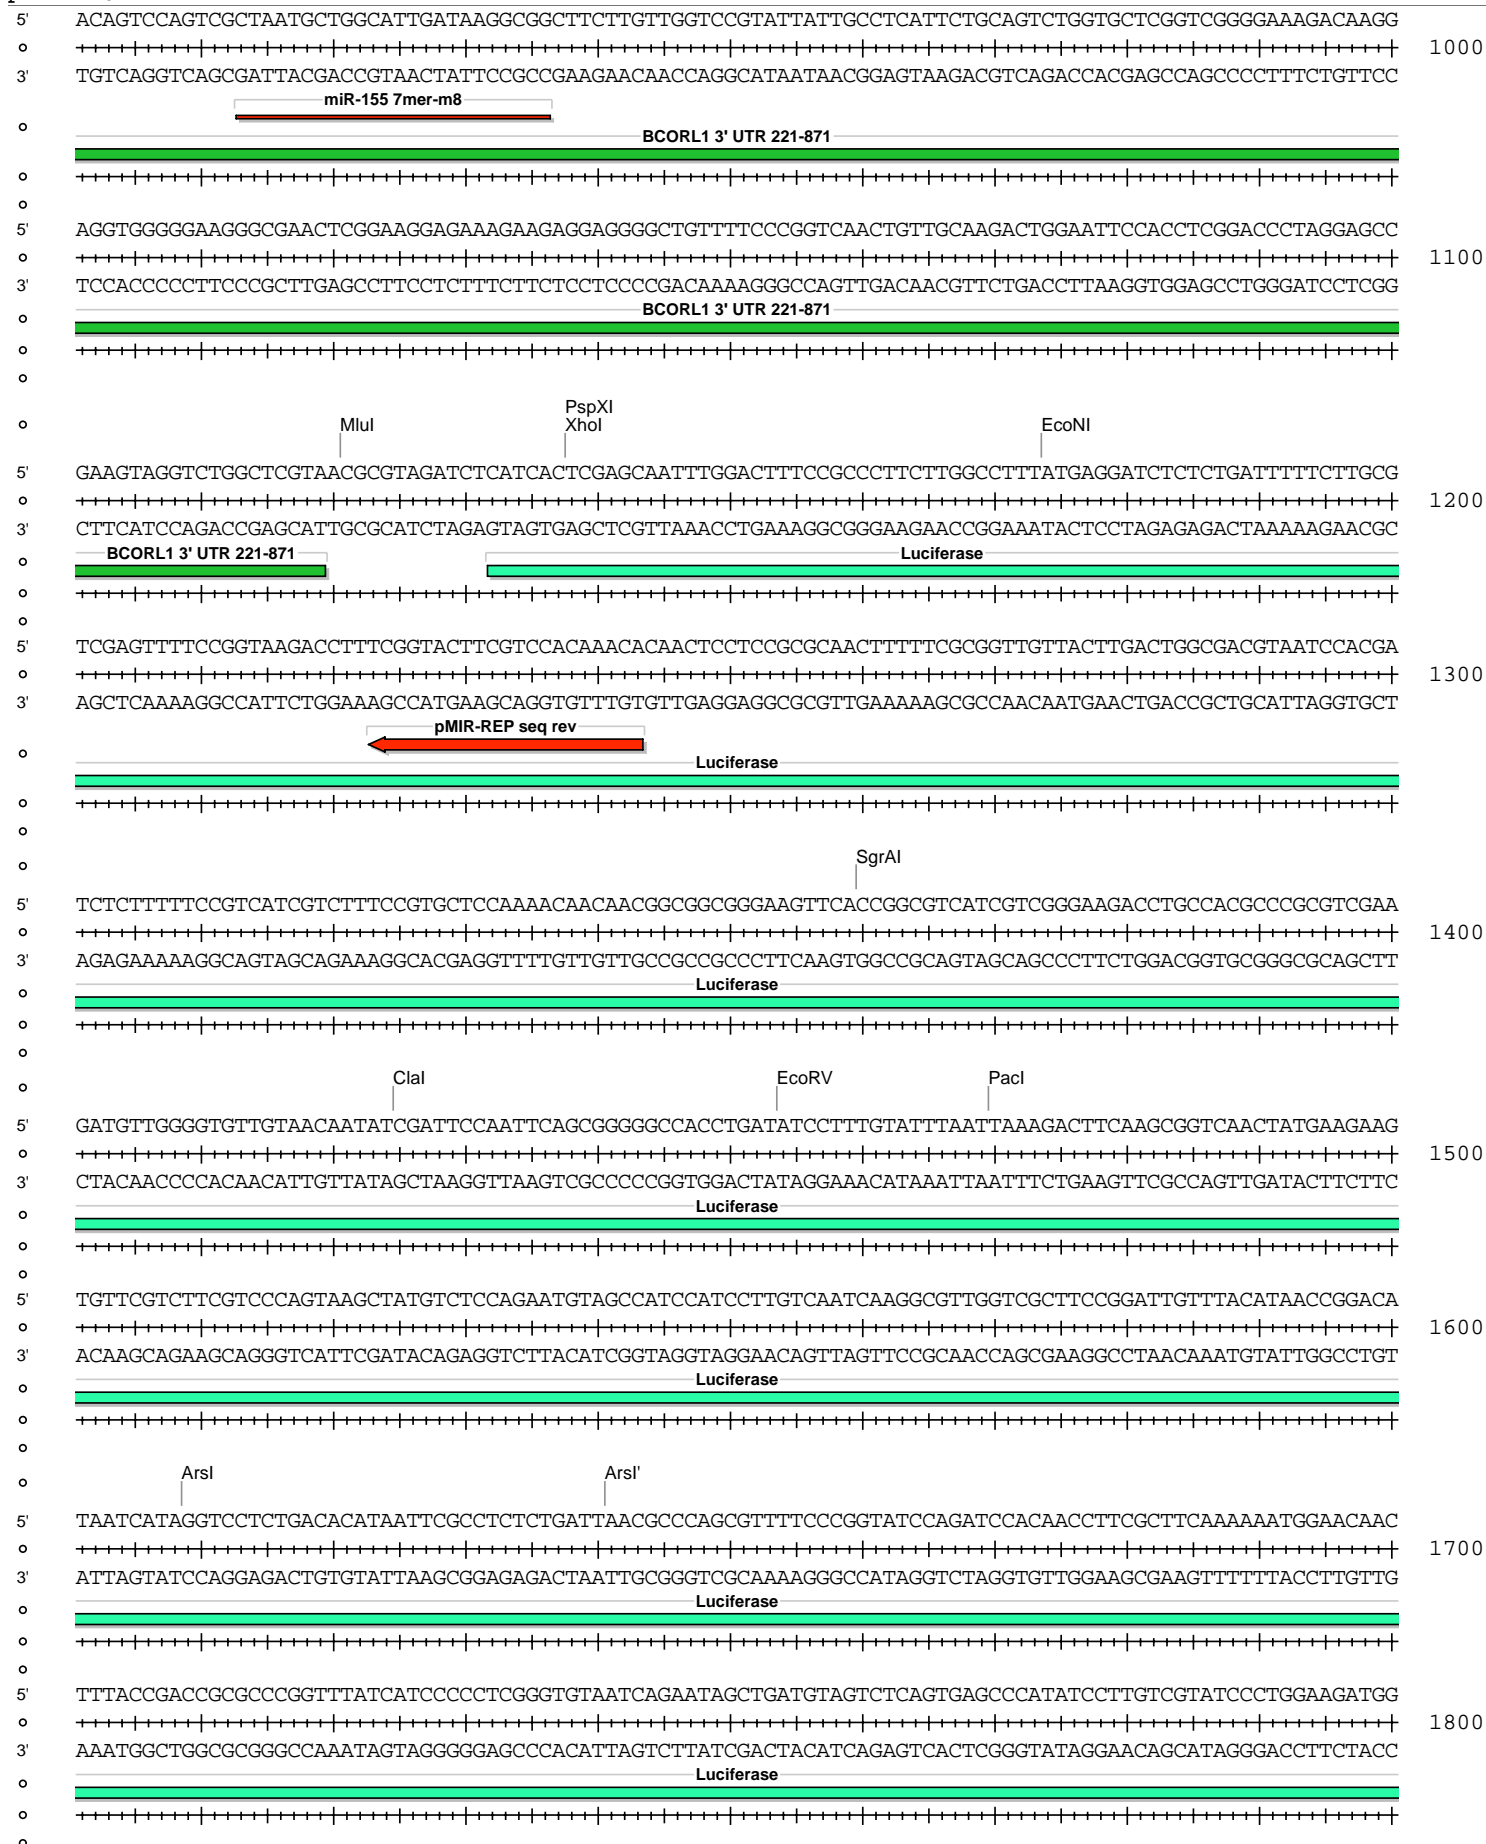 5' ACAGTCCAGTCGCTAATGCTGGCATTGATAAGGCGGCTTCTTGTTGGTCCGTATTATTGCCTCATTCTGCAGTCTGGTGCTCGGTCGGGGAAAGACAAGG
1000
3' TGTCAGGTCAGCGATTACGACCGTAACTATTCCGCCGAAGAACAACCAGGCATAATAACGGAGTAAGACGTCAGACCACGAGCCAGCCCCTTTCTGTTCC
miR-155 7mer-m8
BCORL1 3' UTR 221-871
5' AGGTGGGGGAAGGGCGAACTCGGAAGGAGAAAGAAGAGGAGGGGCTGTTTTCCCGGTCAACTGTTGCAAGACTGGAATTCCACCTCGGACCCTAGGAGCC
1100
3' TCCACCCCCTTCCCGCTTGAGCCTTCCTCTTTCTTCTCCTCCCCGACAAAAGGGCCAGTTGACAACGTTCTGACCTTAAGGTGGAGCCTGGGATCCTCGG
BCORL1 3' UTR 221-871
PspXI
MluI XhoI EcoNI
5' GAAGTAGGTCTGGCTCGTAACGCGTAGATCTCATCACTCGAGCAATTTGGACTTTCCGCCCTTCTTGGCCTTTATGAGGATCTCTCTGATTTTTCTTGCG
1200
3' CTTCATCCAGACCGAGCATTGCGCATCTAGAGTAGTGAGCTCGTTAAACCTGAAAGGCGGGAAGAACCGGAAATACTCCTAGAGAGACTAAAAAGAACGC
BCORL1 3' UTR 221-871 Luciferase
5' TCGAGTTTTCCGGTAAGACCTTTCGGTACTTCGTCCACAAACACAACTCCTCCGCGCAACTTTTTCGCGGTTGTTACTTGACTGGCGACGTAATCCACGA
1300
3' AGCTCAAAAGGCCATTCTGGAAAGCCATGAAGCAGGTGTTTGTGTTGAGGAGGCGCGTTGAAAAAGCGCCAACAATGAACTGACCGCTGCATTAGGTGCT
pMIR-REP seq rev
Luciferase
SgrAI
5' TCTCTTTTTCCGTCATCGTCTTTCCGTGCTCCAAAACAACAACGGCGGCGGGAAGTTCACCGGCGTCATCGTCGGGAAGACCTGCCACGCCCGCGTCGAA
1400
3' AGAGAAAAAGGCAGTAGCAGAAAGGCACGAGGTTTTGTTGTTGCCGCCGCCCTTCAAGTGGCCGCAGTAGCAGCCCTTCTGGACGGTGCGGGCGCAGCTT
Luciferase
ClaI EcoRV PacI
5' GATGTTGGGGTGTTGTAACAATATCGATTCCAATTCAGCGGGGGCCACCTGATATCCTTTGTATTTAATTAAAGACTTCAAGCGGTCAACTATGAAGAAG
1500
3' CTACAACCCCACAACATTGTTATAGCTAAGGTTAAGTCGCCCCCGGTGGACTATAGGAAACATAAATTAATTTCTGAAGTTCGCCAGTTGATACTTCTTC
Luciferase
5' TGTTCGTCTTCGTCCCAGTAAGCTATGTCTCCAGAATGTAGCCATCCATCCTTGTCAATCAAGGCGTTGGTCGCTTCCGGATTGTTTACATAACCGGACA
1600
3' ACAAGCAGAAGCAGGGTCATTCGATACAGAGGTCTTACATCGGTAGGTAGGAACAGTTAGTTCCGCAACCAGCGAAGGCCTAACAAATGTATTGGCCTGT
Luciferase
ArsI ArsI'
5' TAATCATAGGTCCTCTGACACATAATTCGCCTCTCTGATTAACGCCCAGCGTTTTCCCGGTATCCAGATCCACAACCTTCGCTTCAAAAAATGGAACAAC
1700
3' ATTAGTATCCAGGAGACTGTGTATTAAGCGGAGAGACTAATTGCGGGTCGCAAAAGGGCCATAGGTCTAGGTGTTGGAAGCGAAGTTTTTTACCTTGTTG
Luciferase
5' TTTACCGACCGCGCCCGGTTTATCATCCCCCTCGGGTGTAATCAGAATAGCTGATGTAGTCTCAGTGAGCCCATATCCTTGTCGTATCCCTGGAAGATGG
1800
3' AAATGGCTGGCGCGGGCCAAATAGTAGGGGGAGCCCACATTAGTCTTATCGACTACATCAGAGTCACTCGGGTATAGGAACAGCATAGGGACCTTCTACC
Luciferase